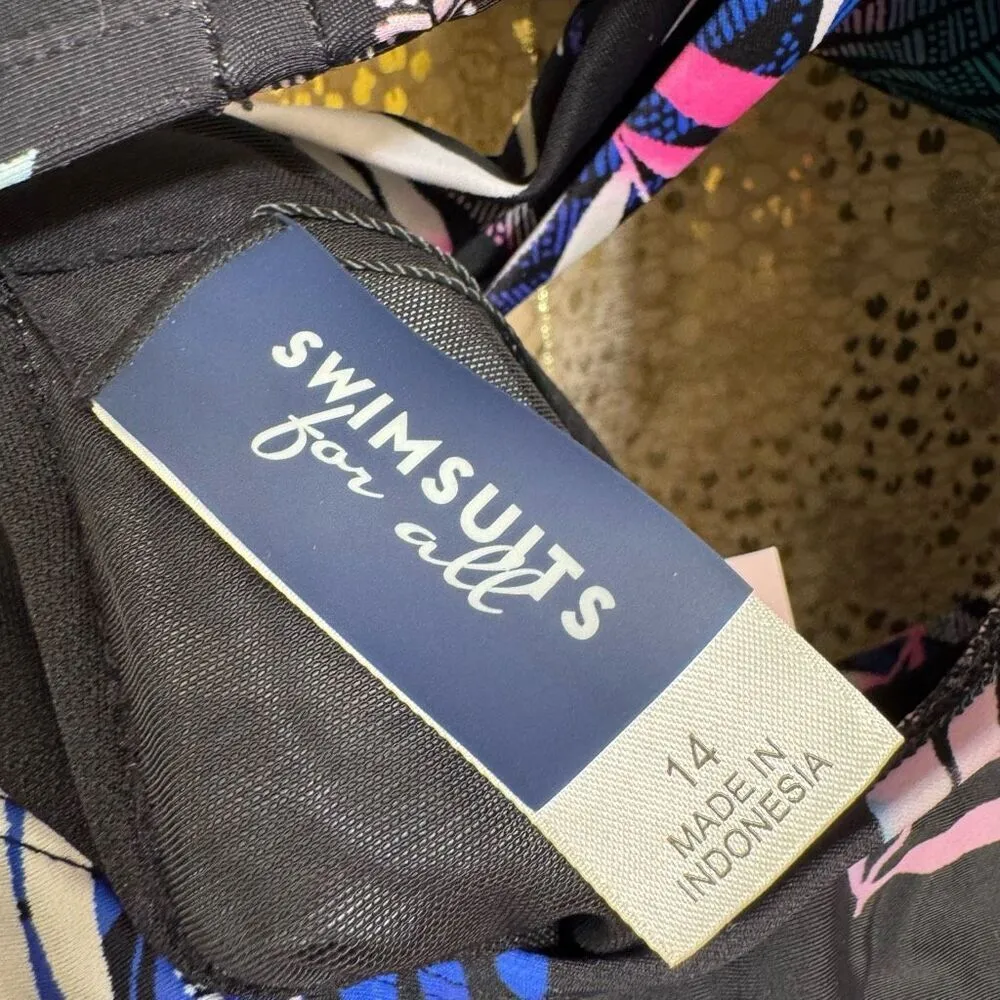 SWIMSUITS
for all
14
MADE IN
INDONESIA